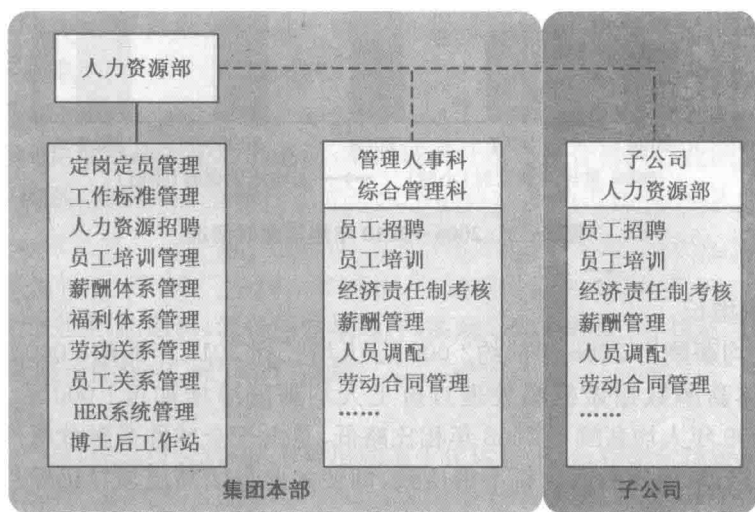 人力资源部
定岗定员管理
工作标准管理
人力资源招聘
员工培训管理
薪酬体系管理
福利体系管理
劳动关系管理
员工关系管理
HER系统管理
博士后工作站
管理人事科
综合管理科
员工招聘
员工培训
经济责任制考核
薪酬管理
人员调配
劳动合同管理
……
子公司
人力资源部
员工招聘
员工培训
经济责任制考核
薪酬管理
人员调配
劳动合同管理
……
集团本部
子公司